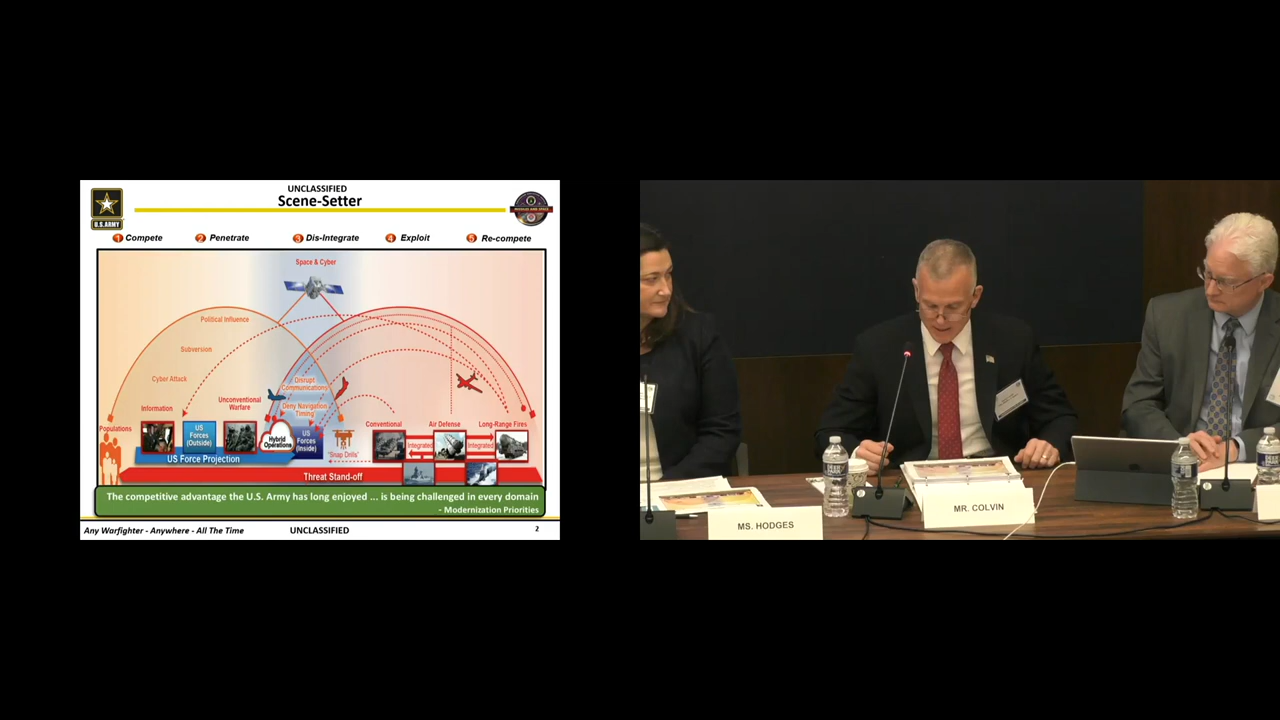 UNCLASSIFIED
Scene-Setter
U.S.ARMY
1 Compete
2 Penetrate
3 Dis-Integrate
4 Exploit
5 Re-compete
Space & Cyber
Political Influence
Subversion
Cyber Attack
Disrupt
Communications
Deny Navigation
Timing
Information
Unconventional
Warfare
Populations
US
Forces
(Outside)
Hybrid
Operations
US
Forces
(Inside)
"Snap Drills"
Conventional
Air Defense
Long-Range Fires
Integrated
Integrated
US Force Projection
Threat Stand-off
The competitive advantage the U.S. Army has long enjoyed ... is being challenged in every domain
- Modernization Priorities
Any Warfighter - Anywhere - All The Time
UNCLASSIFIED
2
MS. HODGES
MR. COLVIN